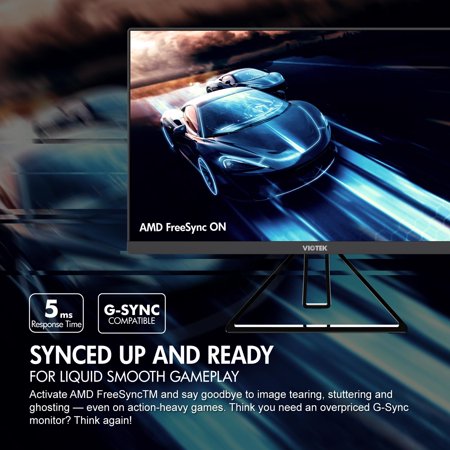 AMD FreeSync ON
VIOTEK
5 ms
Response Time
G-SYNC
COMPATIBLE
SYNCED UP AND READY
FOR LIQUID SMOOTH GAMEPLAY
Activate AMD FreeSyncTM and say goodbye to image tearing, stuttering and
ghosting — even on action-heavy games. Think you need an overpriced G-Sync
monitor? Think again!